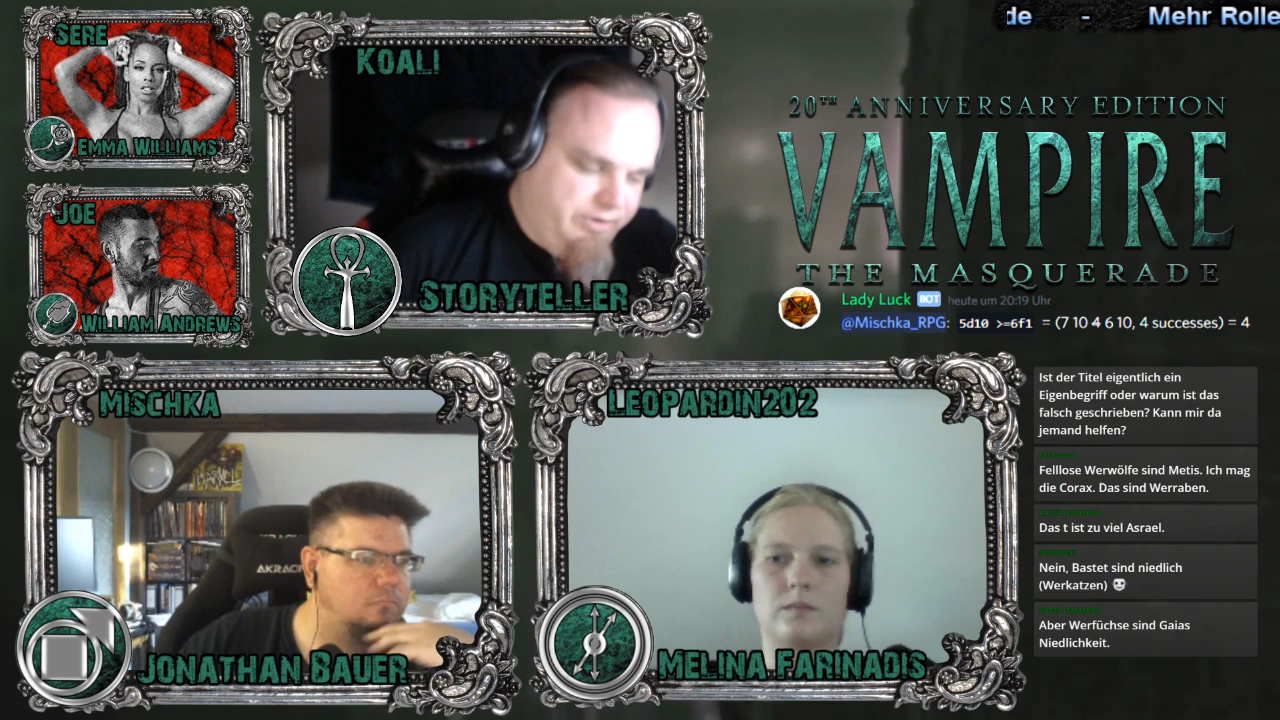 de - Mehr Rolle
SERE
EMMA WILLIAMS
JOE
WILLIAM ANDREWS
KOALI
STORYTELLER
20TH ANNIVERSARY EDITION
VAMPIRE
THE MASQUERADE
Lady Luck BOT heute um 20:19 Uhr
@Mischka_RPG: 5d10 >=6f1 = (7 10 4 6 10, 4 successes) = 4
MISCHKA
AKRACING
JONATHAN BAUER
LEOPARDIN202
MELINA FARINADIS
Ist der Titel eigentlich ein
Eigenbegriff oder warum ist das
falsch geschrieben? Kann mir da
jemand helfen?
Felllose Werwölfe sind Metis. Ich mag
die Corax. Das sind Werraben.
Das t ist zu viel Asrael.
Nein, Bastet sind niedlich
(Werkatzen)
Aber Werfüchse sind Gaias
Niedlichkeit.